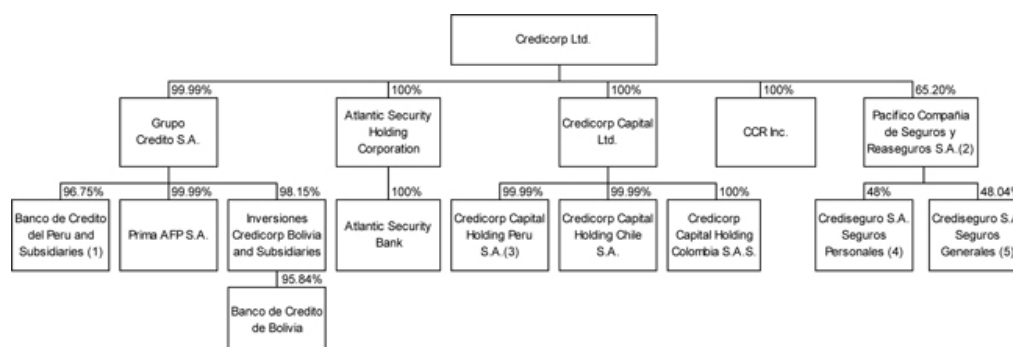 Credicorp Ltd.
99.99%
100%
100%
100%
65.20%
Grupo
Credito S.A.
Atlantic Security
Holding
Corporation
Credicorp Capital
Ltd.
CCR Inc.
Pacifico Compañia
de Seguros y
Reaseguros S.A.(2)
96.75%
99.99%
98.15%
100%
99.99%
99.99%
100%
48%
48.04%
Banco de Credito
del Peru and
Subsidiaries (1)
Prima AFP S.A.
Inversiones
Credicorp Bolivia
and Subsidiaries
Atlantic Security
Bank
Credicorp Capital
Holding Peru
S.A.(3)
Credicorp Capital
Holding Chile
S.A.
Credicorp
Capital Holding
Colombia S.A.S.
Crediseguro S.A.
Seguros
Personales (4)
Crediseguro S.A
Seguros
Generales (5)
95.84%
Banco de Credito
de Bolivia